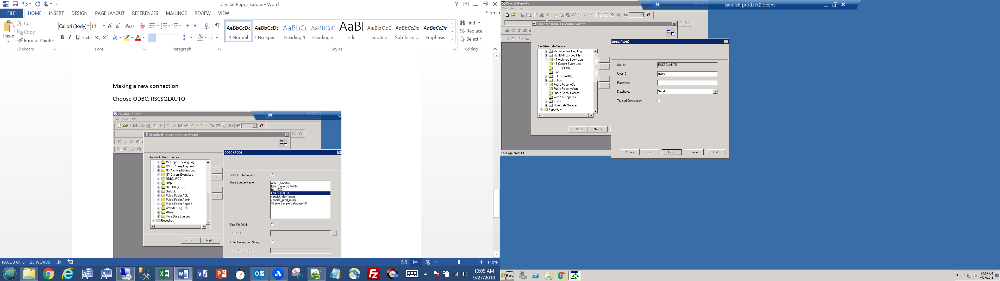 Crystal Reports.docx - Word
Sign in
FILE HOME INSERT DESIGN PAGE LAYOUT REFERENCES MAILINGS REVIEW VIEW
Paste
Cut
Copy
Format Painter
Clipboard
Calibri (Body) 11
Font
Paragraph
AaBbCcDc AaBbCcDc AaBbCc AaBbCcD AaBl AaBbCcD AaBbCcDa AaBbCcDa
¶ Normal ¶ No Spac... Heading 1 Heading 2 Title Subtitle Subtle Em... Emphasis
Styles
Find
Replace
Select
Editing
Making a new connection
Choose ODBC, RSCSQLAUTO
Crystal Reports
File View Help
Standard Report Creation Wizard
Available Data Sources:
Message Tracking Log
MS IIS/Proxy Log Files
NT Archived Event Log
NT Current Event Log
ODBC (RDO)
Olap
OLE DB (ADO)
Outlook
Public Folder ACL
Public Folder Admin
Public Folder Replica
Web/IIS Log Files
xBase
More Data Sources
Repository
< Back Next >
ODBC (RDO)
Select Data Source:
Data Source Name:
afm21_Sandisk
EAS Demo DB V4 IM
hq_v232
RSCSQLAUTO
sandisk_dev_mssql
sandisk_prod_mssql
Xtreme Sample Database 10
Find File DSN:
File DSN
Enter Connection String:
Connection String:
PAGE 3 OF 3 25 WORDS
110%
10:05 AM
9/27/2018
sandisk-prod.rsc2lc.com
Crystal Reports
File View Help
Standard Report Creation Wizard
Available Data Sources:
Message Tracking Log
MS IIS/Proxy Log Files
NT Archived Event Log
NT Current Event Log
ODBC (RDO)
Olap
OLE DB (ADO)
Outlook
Public Folder ACL
Public Folder Admin
Public Folder Replica
Web/IIS Log Files
xBase
More Data Sources
Repository
< Back Next >
For Help, press F1
ODBC (RDO)
Server: RSCSQLAUTO
User ID: gdryer
Password:
Database: Sandisk
Trusted Connection:
< Back Next > Finish Cancel Help
Start
10:04 AM
9/27/2018